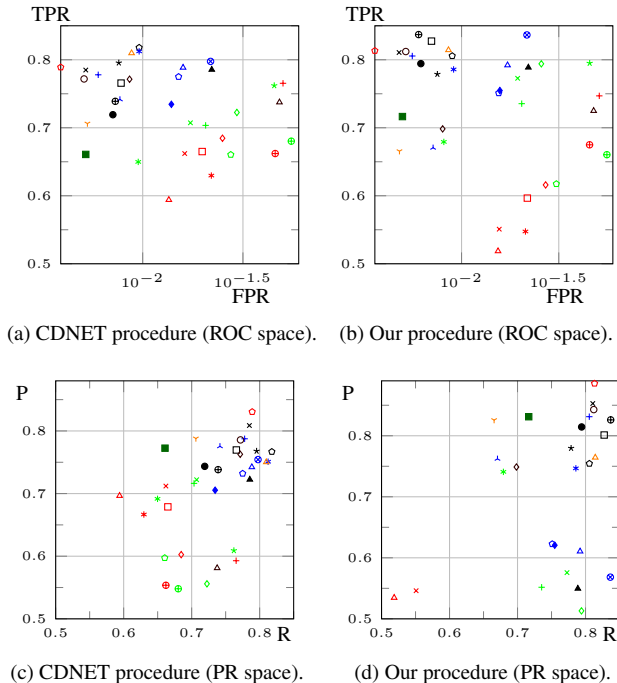 TPR TPR
0.8 0.8
0.7 0.7
0.6 0.6
0.5 0.5
10⁻² 10⁻¹·⁵ 10⁻² 10⁻¹·⁵
FPR FPR
(a) CDNET procedure (ROC space). (b) Our procedure (ROC space).
P P
0.9 0.9
0.8 0.8
0.7 0.7
0.6 0.6
0.5 0.5
0.5 0.6 0.7 0.8 R 0.5 0.6 0.7 0.8 R
(c) CDNET procedure (PR space). (d) Our procedure (PR space).